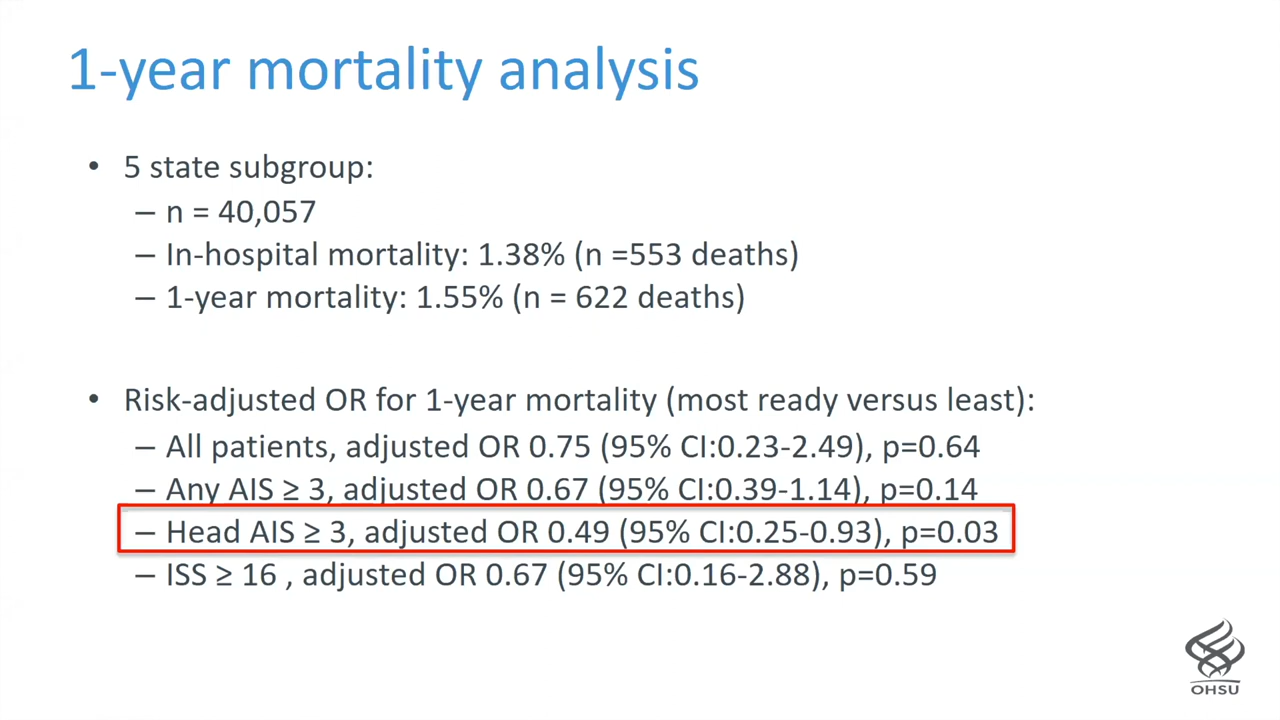 1-year mortality analysis
• 5 state subgroup:
– n = 40,057
– In-hospital mortality: 1.38% (n =553 deaths)
– 1-year mortality: 1.55% (n = 622 deaths)
• Risk-adjusted OR for 1-year mortality (most ready versus least):
– All patients, adjusted OR 0.75 (95% CI:0.23-2.49), p=0.64
– Any AIS ≥ 3, adjusted OR 0.67 (95% CI:0.39-1.14), p=0.14
– Head AIS ≥ 3, adjusted OR 0.49 (95% CI:0.25-0.93), p=0.03
– ISS ≥ 16 , adjusted OR 0.67 (95% CI:0.16-2.88), p=0.59
OHSU